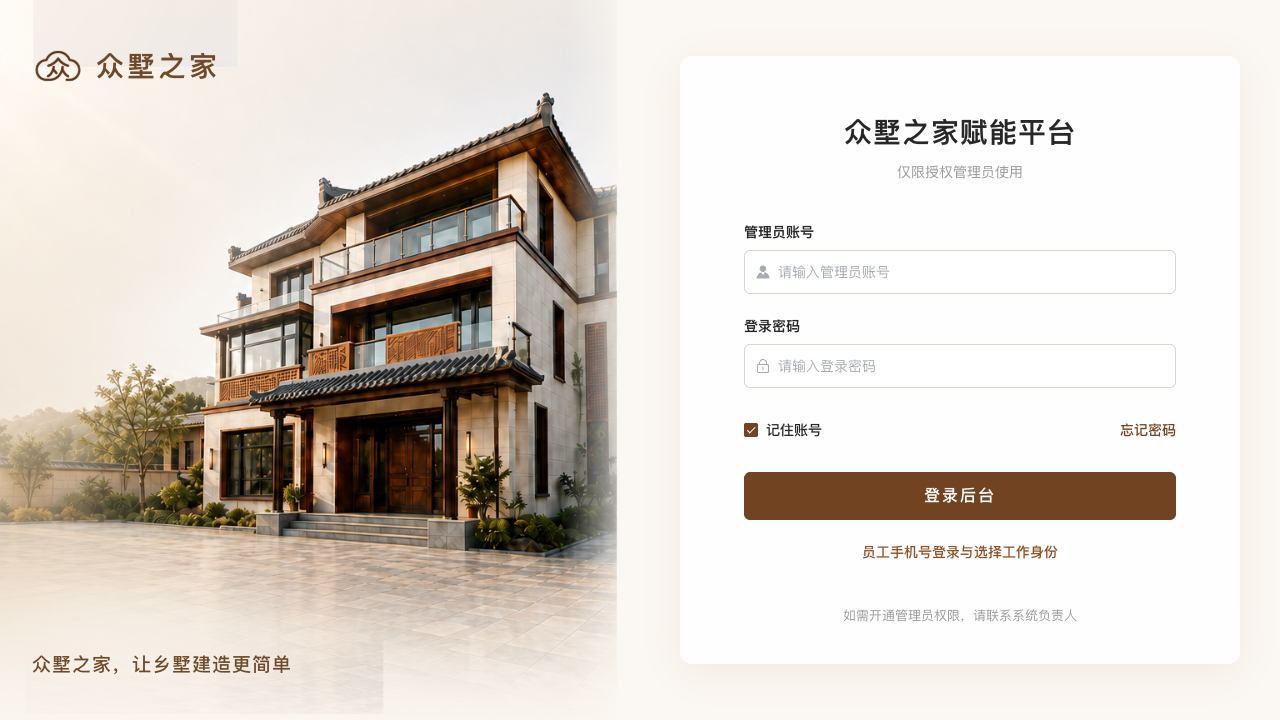 众墅之家
众墅之家,让乡墅建造更简单
众墅之家赋能平台
仅限授权管理员使用
管理员账号
请输入管理员账号
登录密码
请输入登录密码
记住账号
忘记密码
登录后台
员工手机号登录与选择工作身份
如需开通管理员权限,请联系系统负责人